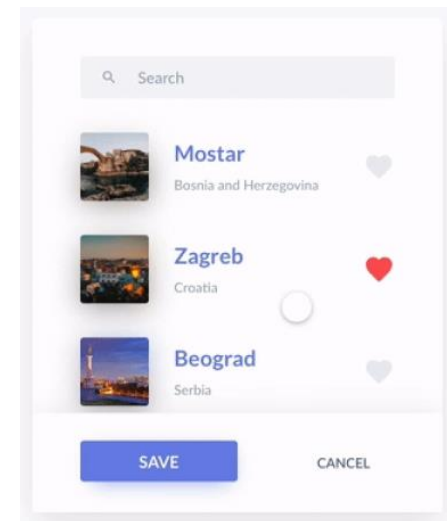 Search
Mostar
Bosnia and Herzegovina
Zagreb
Croatia
Beograd
Serbia
SAVE
CANCEL